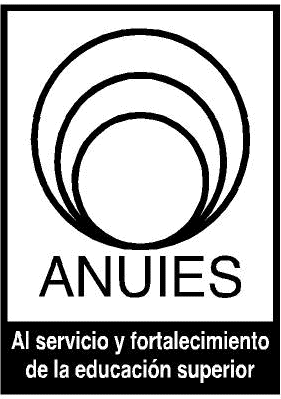 ANUIES
Al servicio y fortalecimiento
de la educación superior